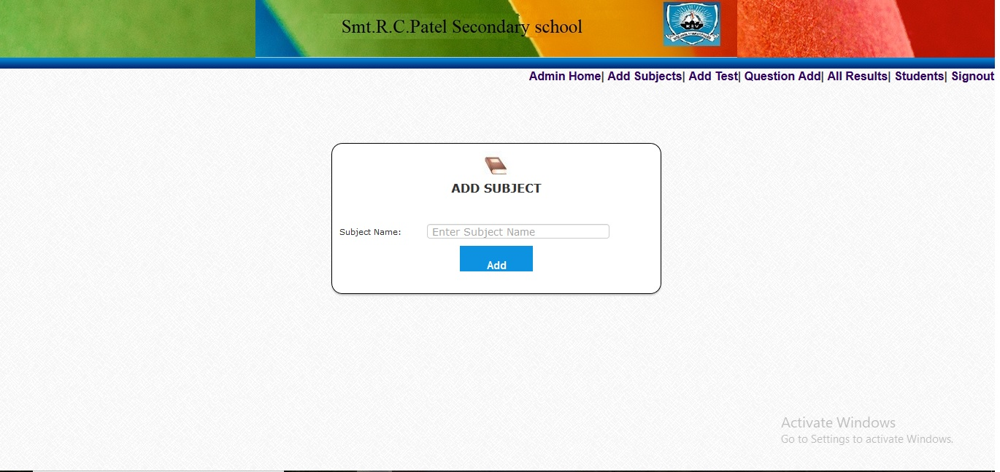 Smt.R.C.Patel Secondary school
Admin Home| Add Subjects| Add Test| Question Add| All Results| Students| Signout
ADD SUBJECT
Subject Name: Enter Subject Name
Add
Activate Windows
Go to Settings to activate Windows.